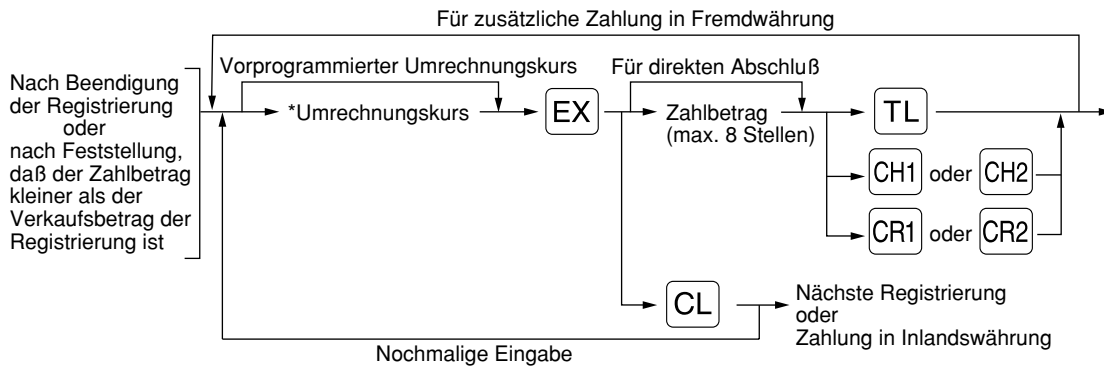 Für zusätzliche Zahlung in Fremdwährung
Nach Beendigung
der Registrierung
oder
nach Feststellung,
daß der Zahlbetrag
kleiner als der
Verkaufsbetrag der
Registrierung ist
Vorprogrammierter Umrechnungskurs
*Umrechnungskurs
EX
Für direkten Abschluß
Zahlbetrag
(max. 8 Stellen)
TL
CH1 oder CH2
CR1 oder CR2
CL
Nächste Registrierung
oder
Zahlung in Inlandswährung
Nochmalige Eingabe